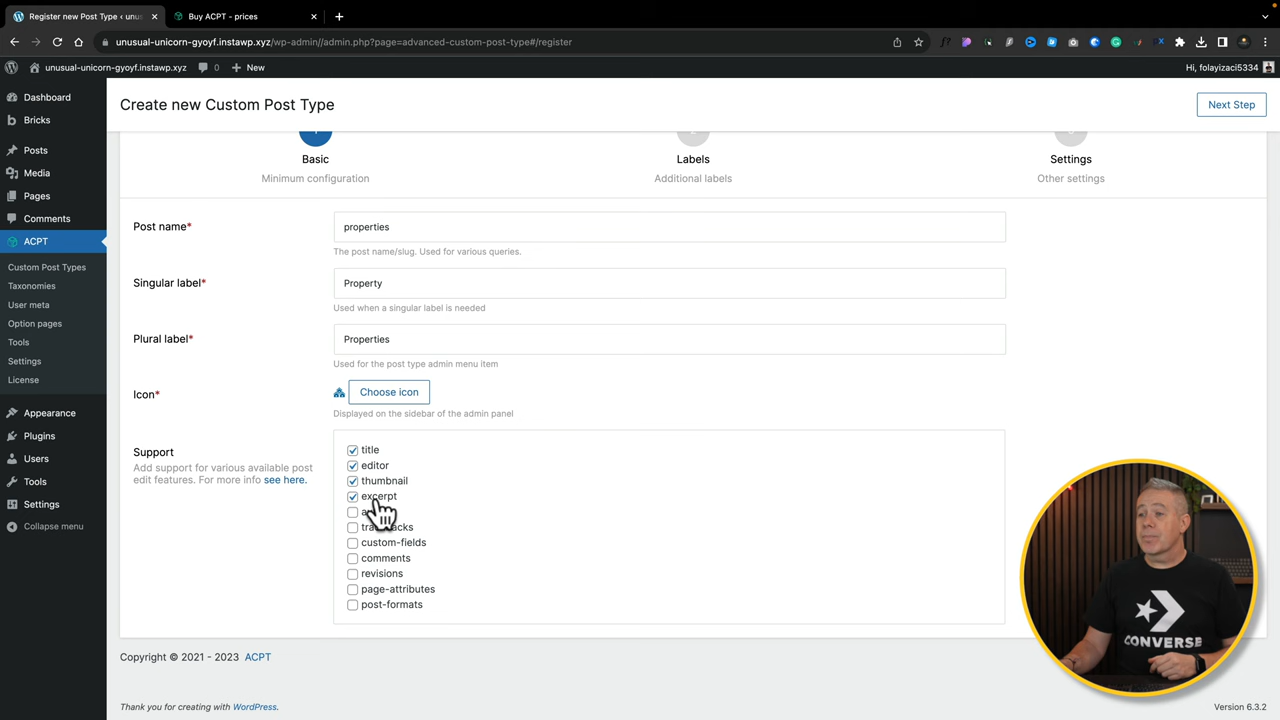 Register new Post Type ‹ unus
Buy ACPT - prices
unusual-unicorn-gyoyf.instawp.xyz/wp-admin//admin.php?page=advanced-custom-post-type#/register
unusual-unicorn-gyoyf.instawp.xyz
0
New
Hi, folayizaci5334
Dashboard
Bricks
Posts
Media
Pages
Comments
ACPT
Custom Post Types
Taxonomies
User meta
Option pages
Tools
Settings
License
Appearance
Plugins
Users
Tools
Settings
Collapse menu
Create new Custom Post Type
Next Step
Basic
Minimum configuration
Labels
Additional labels
Settings
Other settings
Post name*
properties
The post name/slug. Used for various queries.
Singular label*
Property
Used when a singular label is needed
Plural label*
Properties
Used for the post type admin menu item
Icon*
Choose icon
Displayed on the sidebar of the admin panel
Support
Add support for various available post
edit features. For more info see here.
title
editor
thumbnail
excerpt
custom-fields
comments
revisions
page-attributes
post-formats
CONVERSE
Copyright © 2021 - 2023 ACPT
Thank you for creating with WordPress.
Version 6.3.2